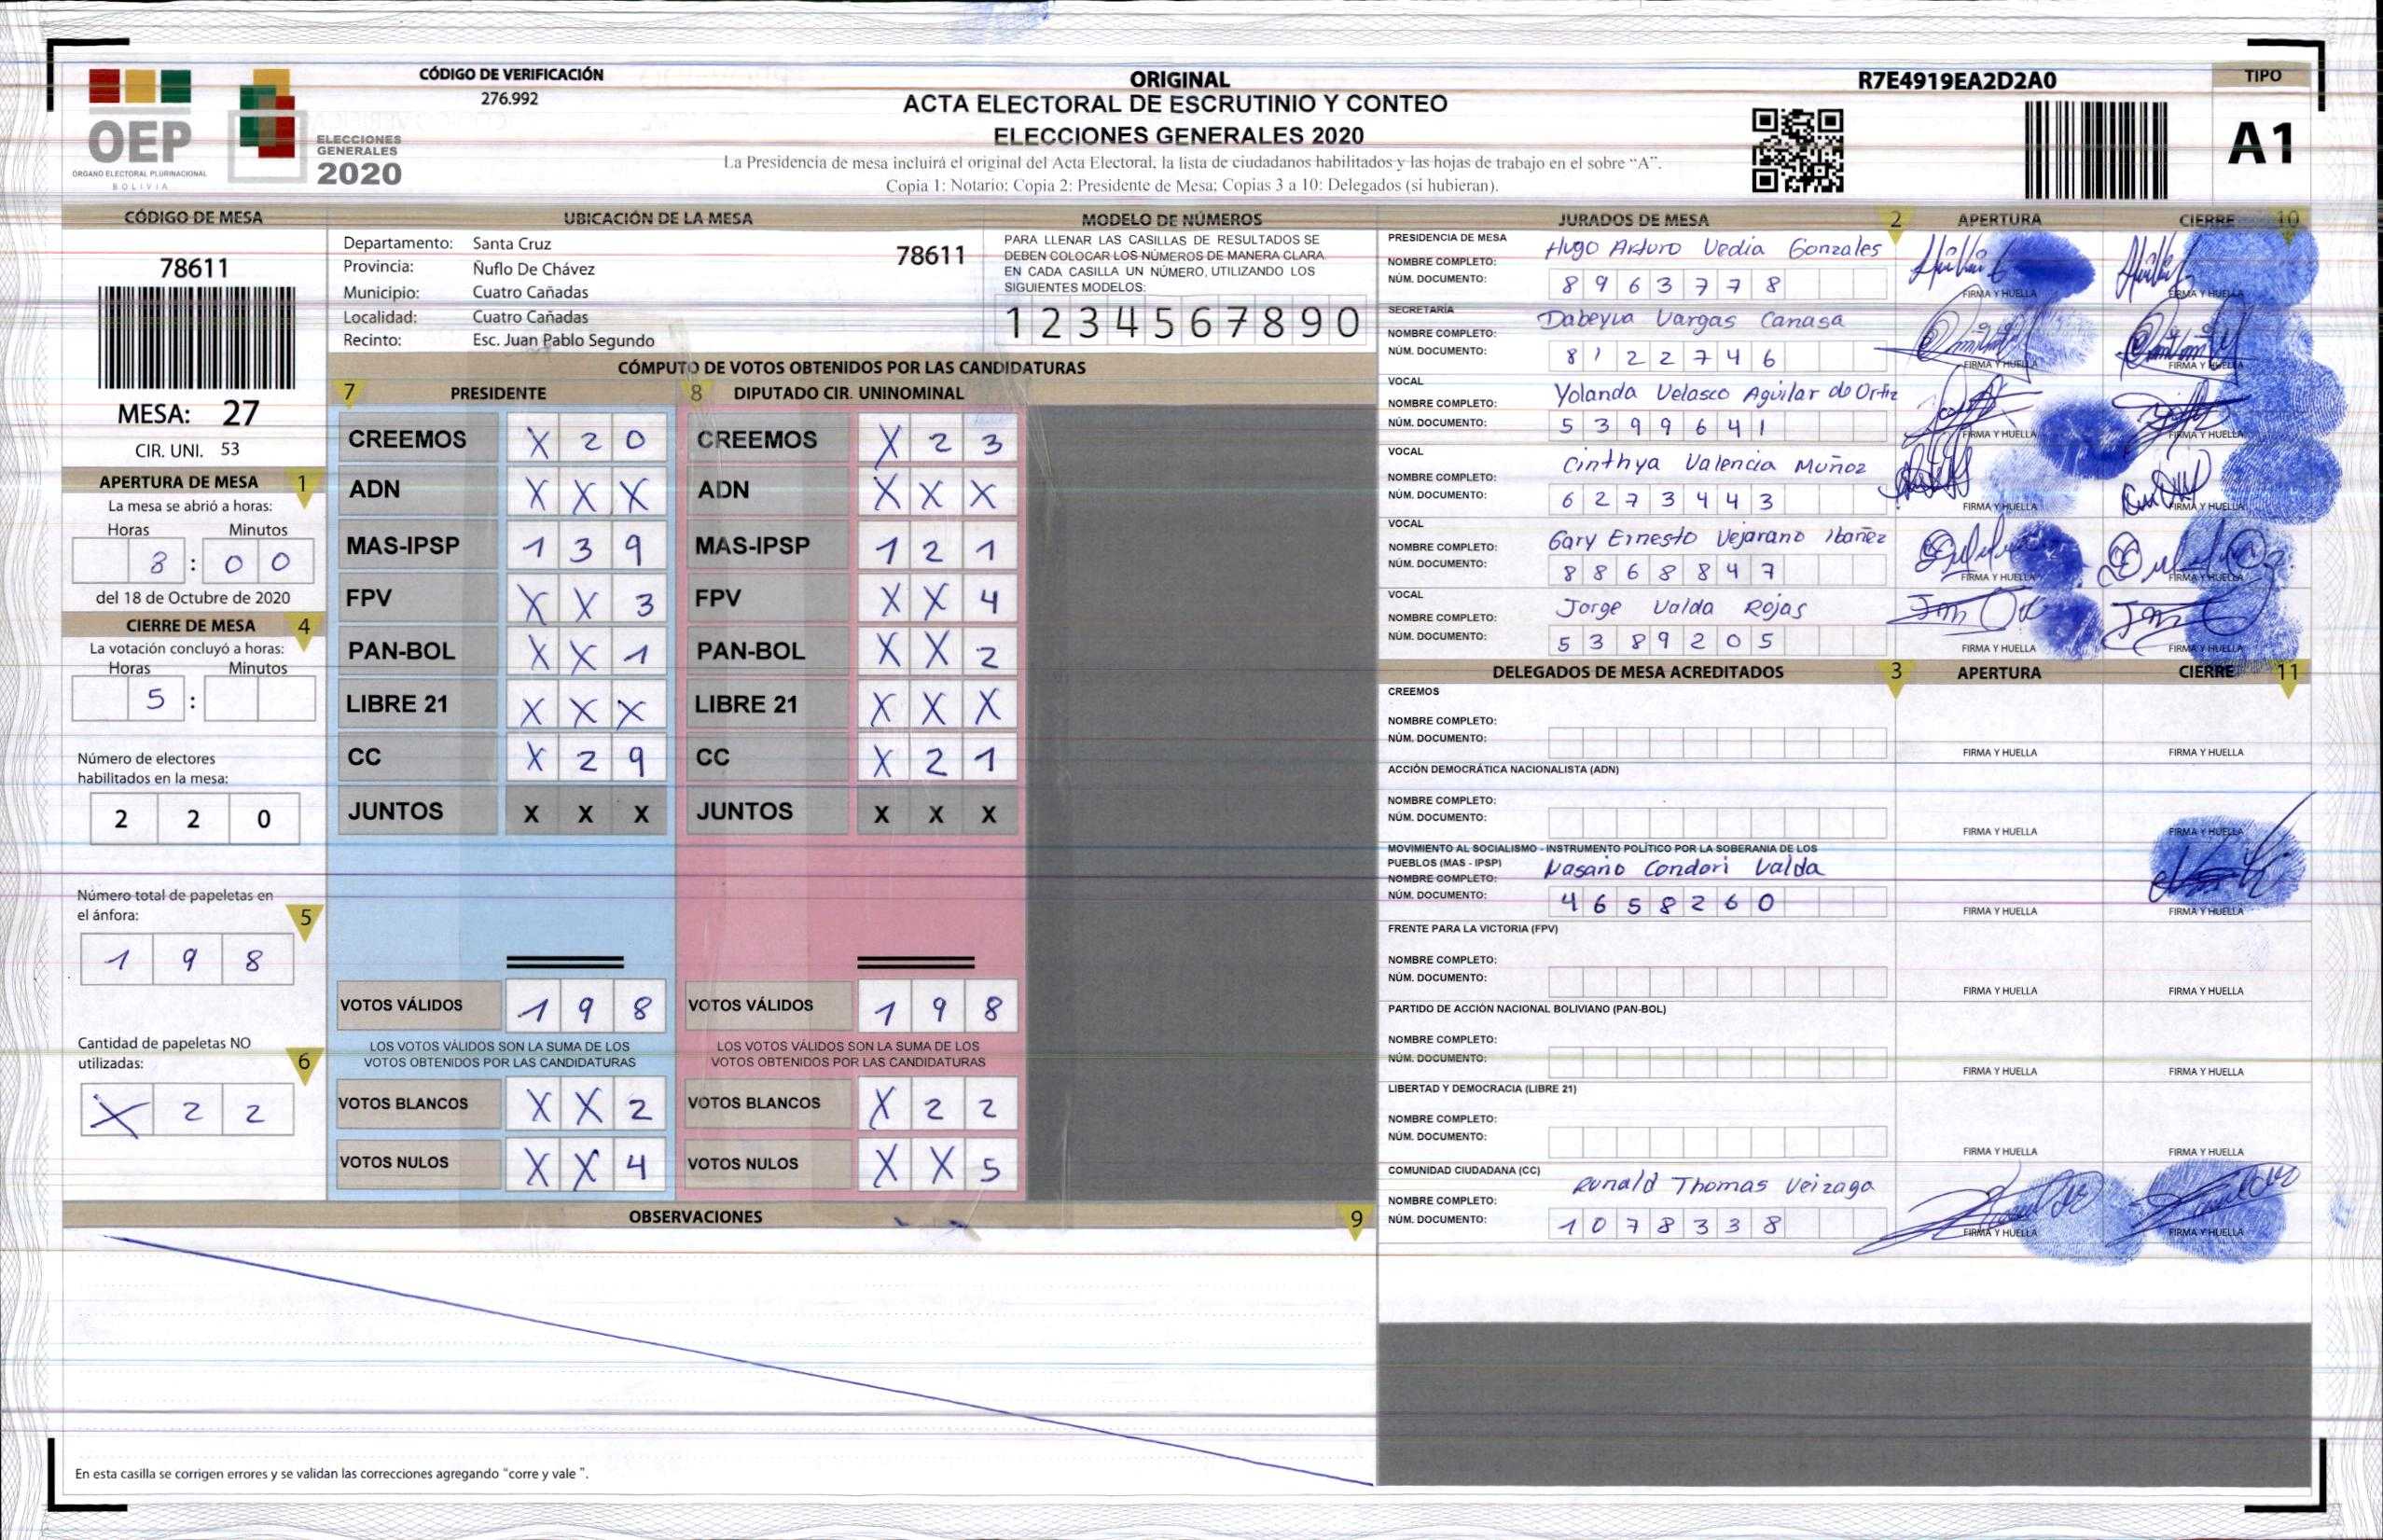 CÓDIGO DE VERIFICACIÓN
276.992
ORIGINAL
ACTA ELECTORAL DE ESCRUTINIO Y CONTEO
ELECCIONES GENERALES 2020
La Presidencia de mesa incluirá el original del Acta Electoral, la lista de ciudadanos habilitados y las hojas de trabajo en el sobre “A”.
Copia 1: Notario; Copia 2: Presidente de Mesa; Copias 3 a 10: Delegados (si hubieran).
R7E4919EA2D2A0
TIPO
A1
OEP
ÓRGANO ELECTORAL PLURINACIONAL
BOLIVIA
ELECCIONES
GENERALES
2020
CÓDIGO DE MESA
78611
MESA: 27
CIR. UNI. 53
APERTURA DE MESA 1
La mesa se abrió a horas:
Horas Minutos
8 : 0 0
del 18 de Octubre de 2020
CIERRE DE MESA 4
La votación concluyó a horas:
Horas Minutos
5 :
Número de electores
habilitados en la mesa:
2 2 0
Número total de papeletas en
el ánfora: 5
1 9 8
Cantidad de papeletas NO
utilizadas: 6
X 2 2
UBICACIÓN DE LA MESA
Departamento: Santa Cruz 78611
Provincia: Ñuflo De Chávez
Municipio: Cuatro Cañadas
Localidad: Cuatro Cañadas
Recinto: Esc. Juan Pablo Segundo
MODELO DE NÚMEROS
PARA LLENAR LAS CASILLAS DE RESULTADOS SE
DEBEN COLOCAR LOS NÚMEROS DE MANERA CLARA.
EN CADA CASILLA UN NÚMERO, UTILIZANDO LOS
SIGUIENTES MODELOS:
1 2 3 4 5 6 7 8 9 0
CÓMPUTO DE VOTOS OBTENIDOS POR LAS CANDIDATURAS
7 PRESIDENTE 8 DIPUTADO CIR. UNINOMINAL
CREEMOS X 2 0 CREEMOS X 2 3
ADN X X X ADN X X X
MAS-IPSP 1 3 9 MAS-IPSP 1 2 1
FPV X X 3 FPV X X 4
PAN-BOL X X 1 PAN-BOL X X 2
LIBRE 21 X X X LIBRE 21 X X X
CC X 2 9 CC X 2 1
JUNTOS X X X JUNTOS X X X
VOTOS VÁLIDOS 1 9 8 VOTOS VÁLIDOS 1 9 8
LOS VOTOS VÁLIDOS SON LA SUMA DE LOS LOS VOTOS VÁLIDOS SON LA SUMA DE LOS
VOTOS OBTENIDOS POR LAS CANDIDATURAS VOTOS OBTENIDOS POR LAS CANDIDATURAS
VOTOS BLANCOS X X 2 VOTOS BLANCOS X 2 2
VOTOS NULOS X X 4 VOTOS NULOS X X 5
OBSERVACIONES 9
En esta casilla se corrigen errores y se validan las correcciones agregando “corre y vale ”.
JURADOS DE MESA 2 APERTURA CIERRE 10
PRESIDENCIA DE MESA
NOMBRE COMPLETO: Hugo Arturo Vedia Gonzales
NÚM. DOCUMENTO: 8 9 6 3 7 7 8
FIRMA Y HUELLA FIRMA Y HUELLA
SECRETARÍA
NOMBRE COMPLETO: Vargas Canasa
NÚM. DOCUMENTO: 8 1 2 2 7 4 6
FIRMA Y HUELLA FIRMA Y HUELLA
VOCAL
NOMBRE COMPLETO: Yolanda Velasco Aguilar de Ortiz
NÚM. DOCUMENTO: 5 3 9 9 6 4 1
FIRMA Y HUELLA FIRMA Y HUELLA
VOCAL
NOMBRE COMPLETO: Cinthya Valencia Muñoz
NÚM. DOCUMENTO: 6 2 7 3 4 4 3
FIRMA Y HUELLA FIRMA Y HUELLA
VOCAL
NOMBRE COMPLETO: Gary Ernesto Vejarano Ibañez
NÚM. DOCUMENTO: 8 8 6 8 8 4 7
FIRMA Y HUELLA FIRMA Y HUELLA
VOCAL
NOMBRE COMPLETO: Jorge Valda Rojas
NÚM. DOCUMENTO: 5 3 8 9 2 0 5
FIRMA Y HUELLA FIRMA Y HUELLA
DELEGADOS DE MESA ACREDITADOS 3 APERTURA CIERRE 11
CREEMOS
NOMBRE COMPLETO:
NÚM. DOCUMENTO:
FIRMA Y HUELLA FIRMA Y HUELLA
ACCIÓN DEMOCRÁTICA NACIONALISTA (ADN)
NOMBRE COMPLETO:
NÚM. DOCUMENTO:
FIRMA Y HUELLA FIRMA Y HUELLA
MOVIMIENTO AL SOCIALISMO - INSTRUMENTO POLÍTICO POR LA SOBERANIA DE LOS
PUEBLOS (MAS - IPSP)
NOMBRE COMPLETO: Condori Valda
NÚM. DOCUMENTO: 4 6 5 8 2 6 0
FIRMA Y HUELLA FIRMA Y HUELLA
FRENTE PARA LA VICTORIA (FPV)
NOMBRE COMPLETO:
NÚM. DOCUMENTO:
FIRMA Y HUELLA FIRMA Y HUELLA
PARTIDO DE ACCIÓN NACIONAL BOLIVIANO (PAN-BOL)
NOMBRE COMPLETO:
NÚM. DOCUMENTO:
FIRMA Y HUELLA FIRMA Y HUELLA
LIBERTAD Y DEMOCRACIA (LIBRE 21)
NOMBRE COMPLETO:
NÚM. DOCUMENTO:
FIRMA Y HUELLA FIRMA Y HUELLA
COMUNIDAD CIUDADANA (CC)
NOMBRE COMPLETO: Runald Thomas Veizaga
NÚM. DOCUMENTO: 1 0 7 8 3 3 8
FIRMA Y HUELLA FIRMA Y HUELLA